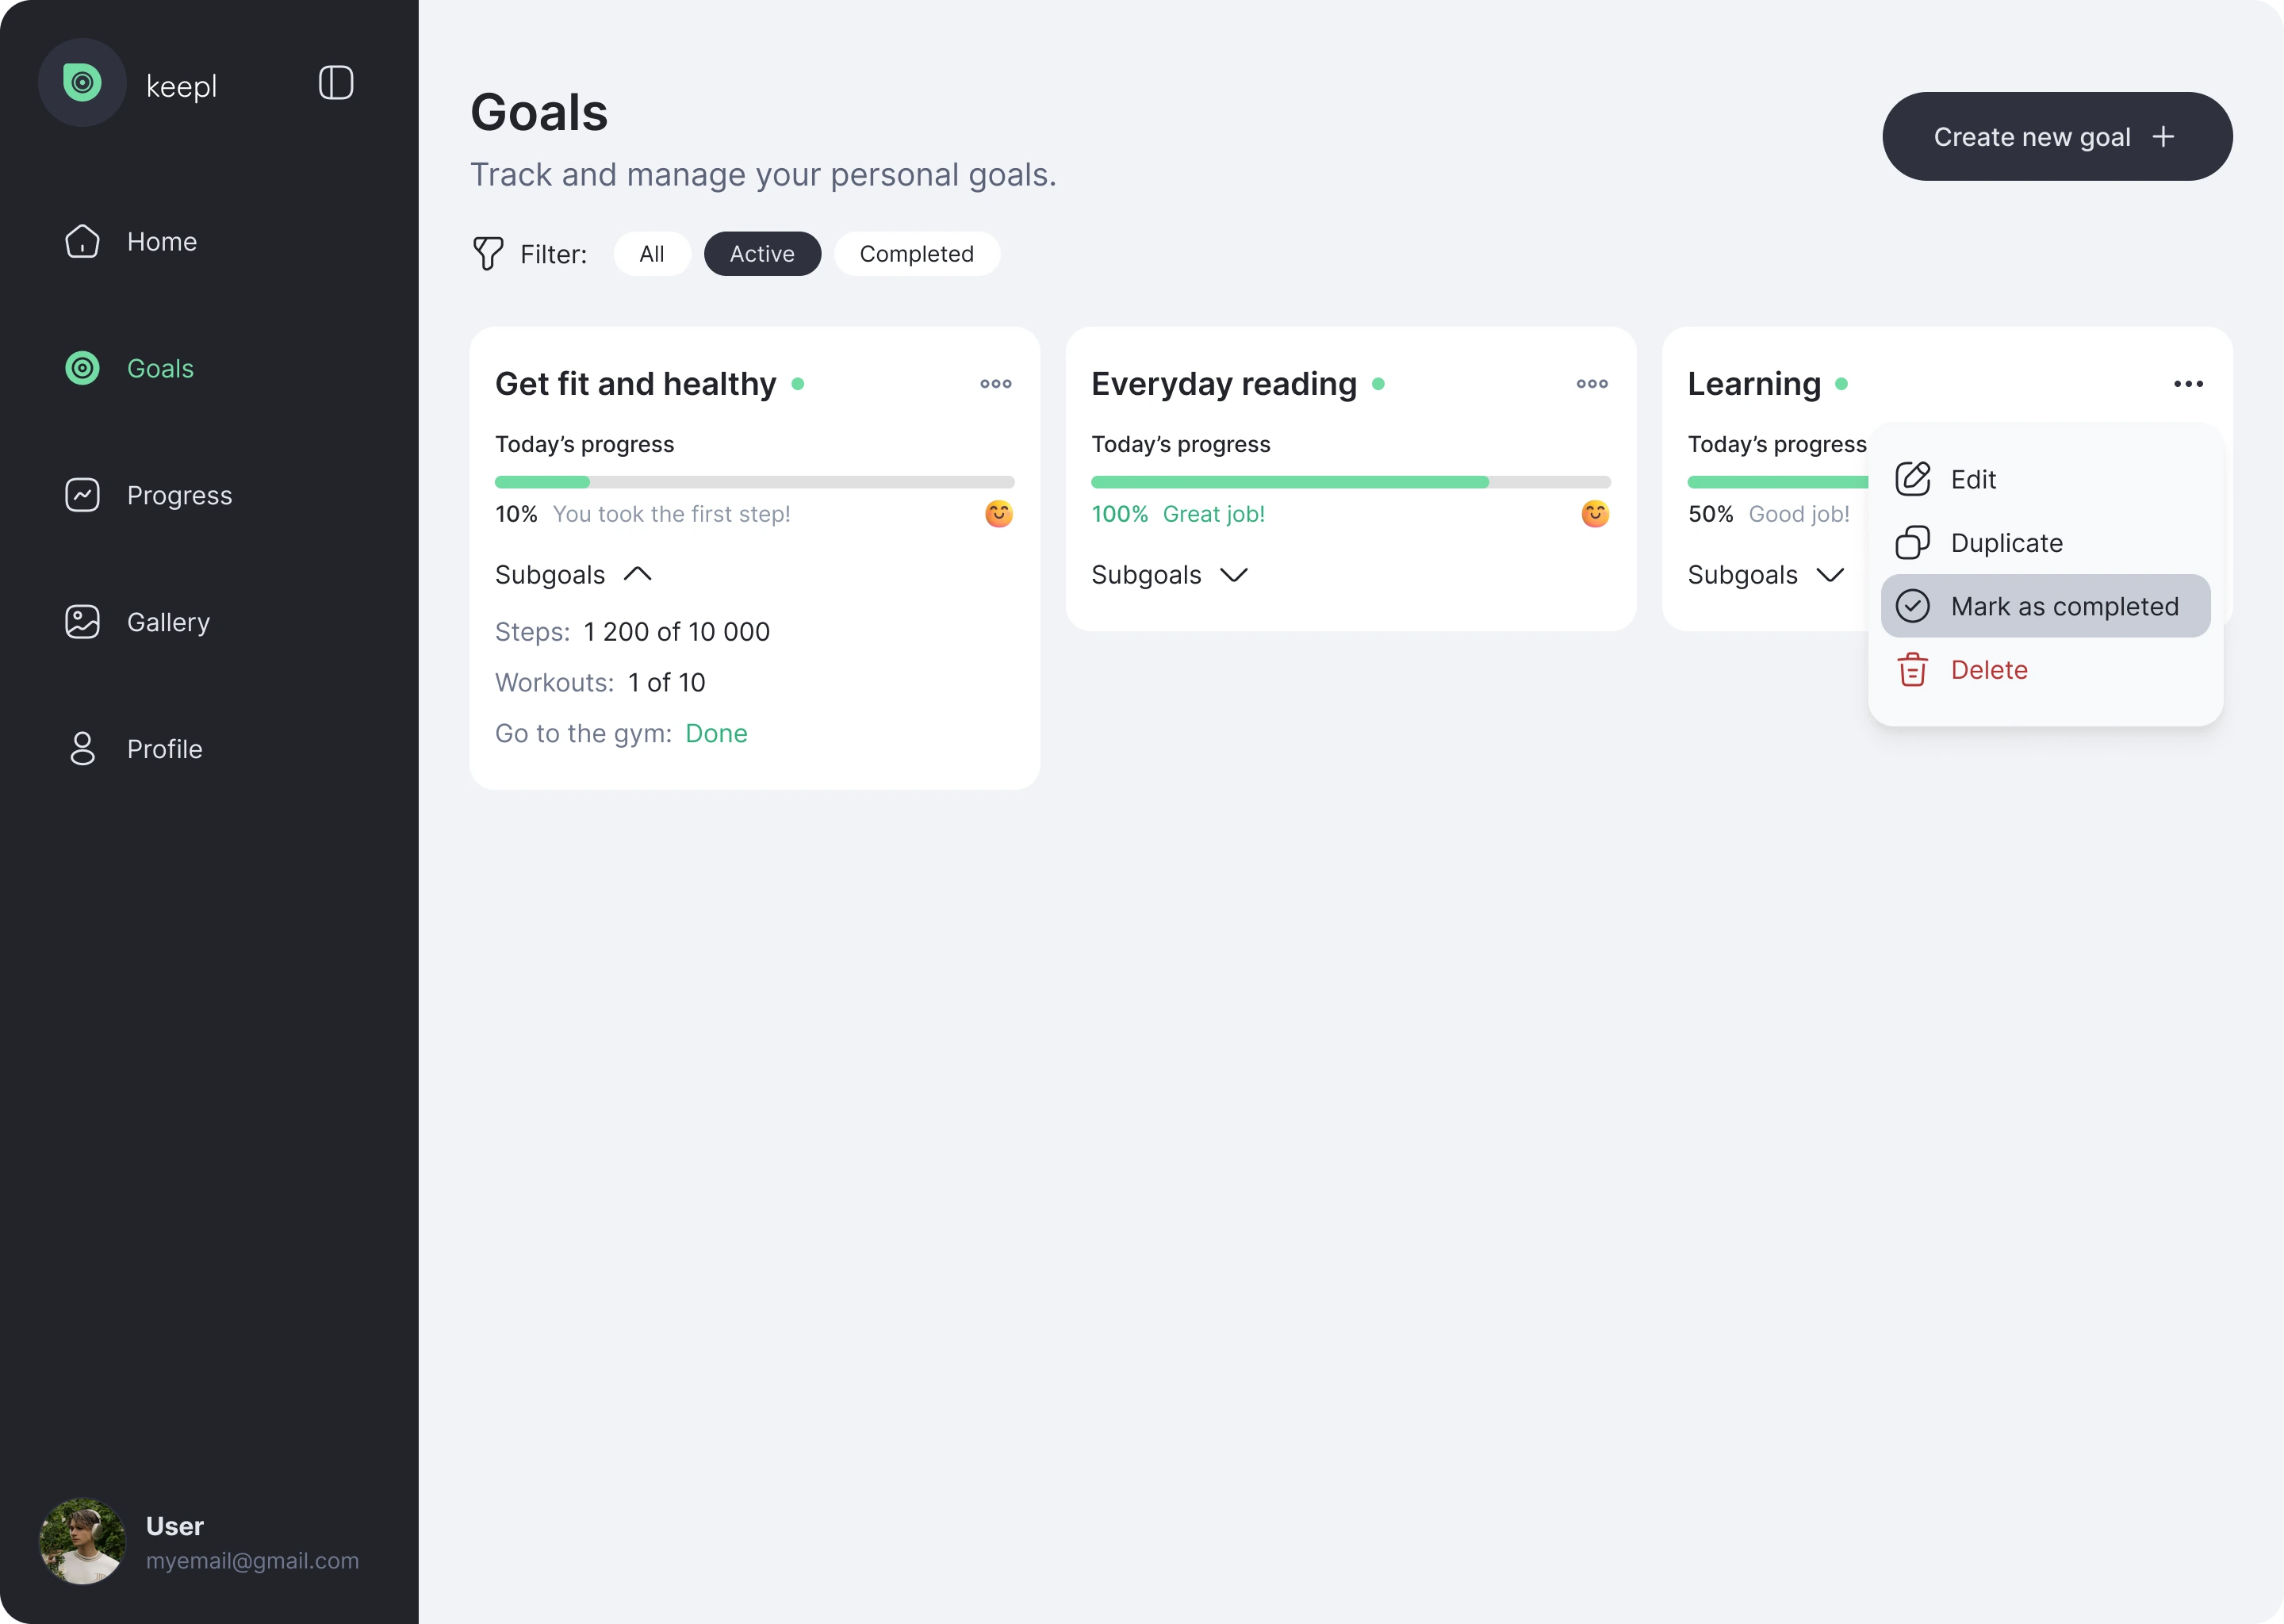 keepl
Home
Goals
Progress
Gallery
Profile
User
myemail@gmail.com
Goals
Track and manage your personal goals.
Create new goal
Filter: All Active Completed
Get fit and healthy
Today’s progress
10% You took the first step!
Subgoals
Steps: 1 200 of 10 000
Workouts: 1 of 10
Go to the gym: Done
Everyday reading
Today’s progress
100% Great job!
Subgoals
Learning
Today’s progress
50% Good job!
Subgoals
Edit
Duplicate
Mark as completed
Delete